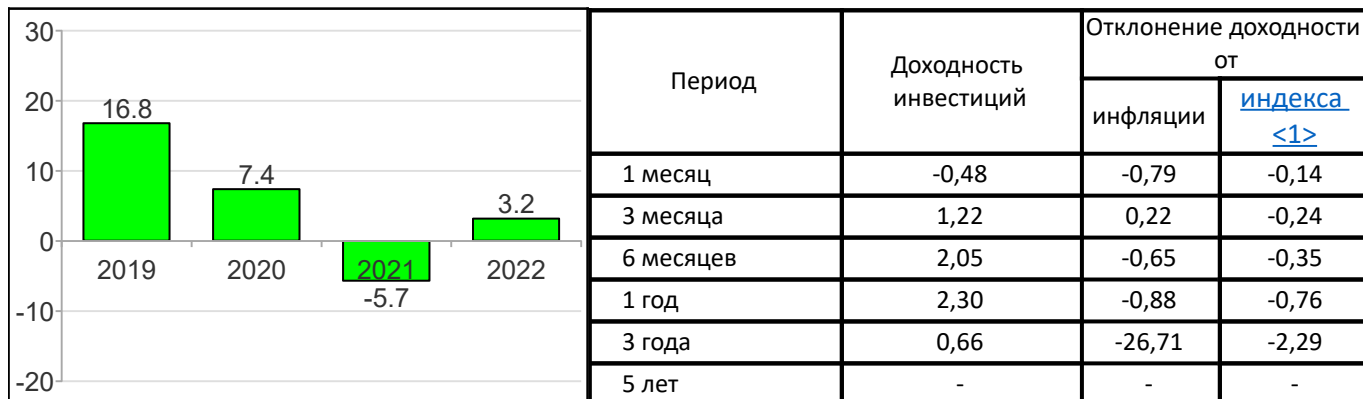 30
20
10
0
-10
-20
16.8
7.4
-5.7
3.2
2019
2020
2021
2022
Период
Доходность
инвестиций
Отклонение доходности
от
инфляции
индекса
<1>
1 месяц -0,48 -0,79 -0,14
3 месяца 1,22 0,22 -0,24
6 месяцев 2,05 -0,65 -0,35
1 год 2,30 -0,88 -0,76
3 года 0,66 -26,71 -2,29
5 лет - - -